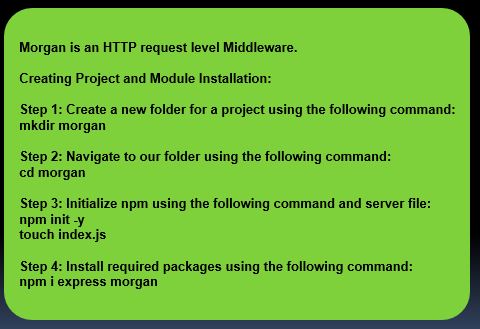 Morgan is an HTTP request level Middleware.
Creating Project and Module Installation:
Step 1: Create a new folder for a project using the following command:
mkdir morgan
Step 2: Navigate to our folder using the following command:
cd morgan
Step 3: Initialize npm using the following command and server file:
npm init -y
touch index.js
Step 4: Install required packages using the following command:
npm i express morgan